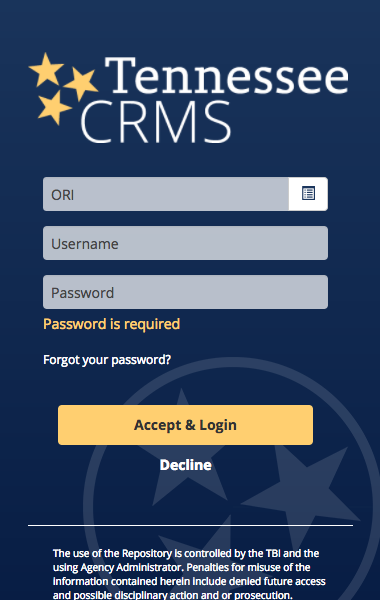 Tennessee
CRMS
ORI
Username
Password
Password is required
Forgot your password?
Accept & Login
Decline
The use of the Repository is controlled by the TBI and the
using Agency Administrator. Penalties for misuse of the
information contained herein include denied future access
and possible disciplinary action and or prosecution.